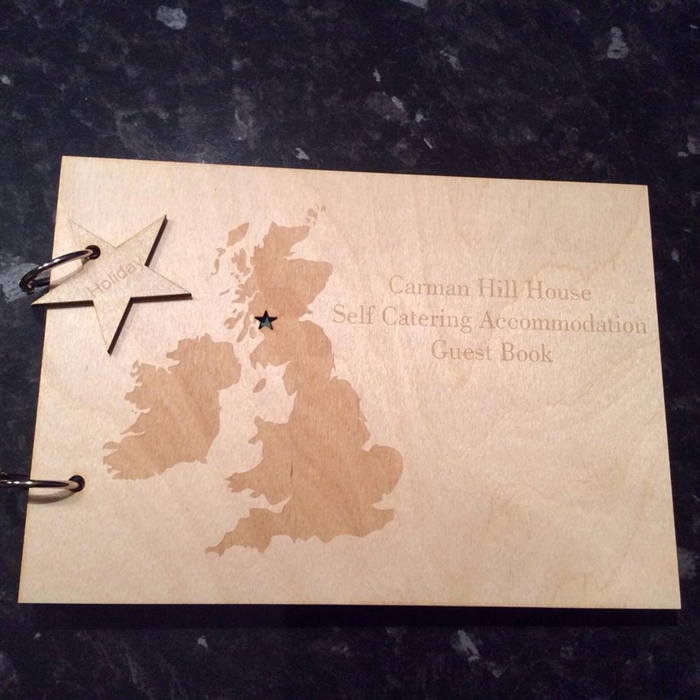 Holiday
Carman Hill House
Self Catering Accommodation
Guest Book